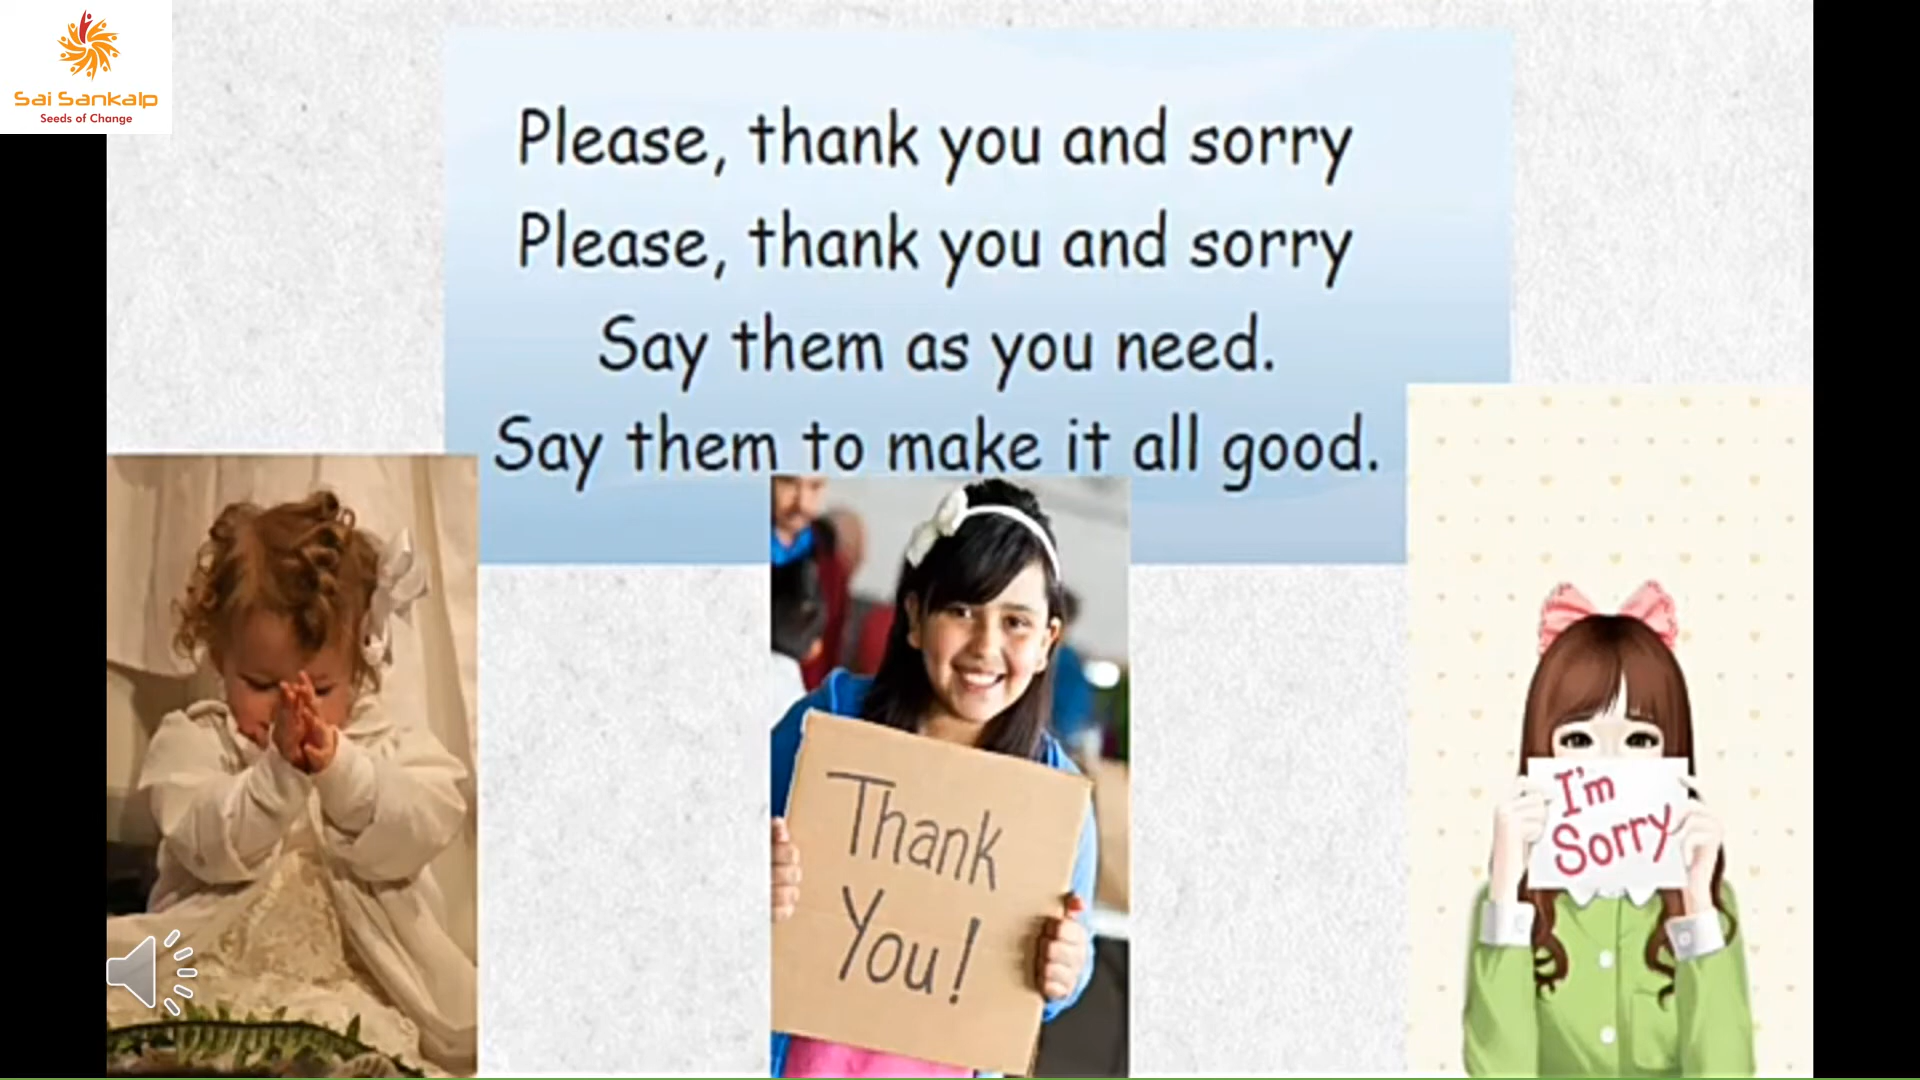 Sai Sankalp
Seeds of Change
Please, thank you and sorry
Please, thank you and sorry
Say them as you need.
Say them to make it all good.
Thank
You!
I'm
Sorry